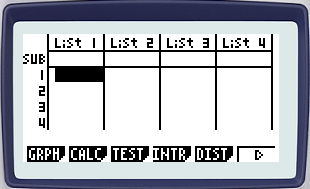 List 1 List 2 List 3 List 4
SUB
1
2
3
4
GRPH CALC TEST INTR DIST ▷